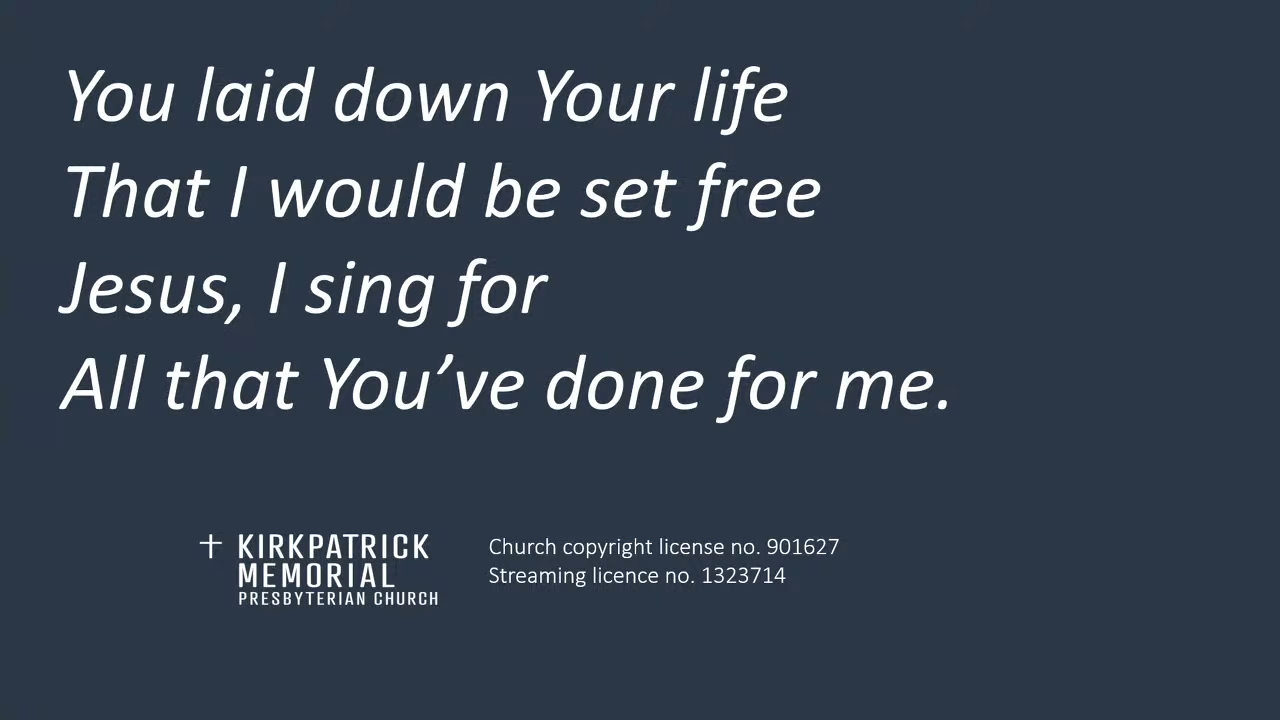 You laid down Your life
That I would be set free
Jesus, I sing for
All that You’ve done for me.
KIRKPATRICK
MEMORIAL
PRESBYTERIAN CHURCH
Church copyright license no. 901627
Streaming licence no. 1323714